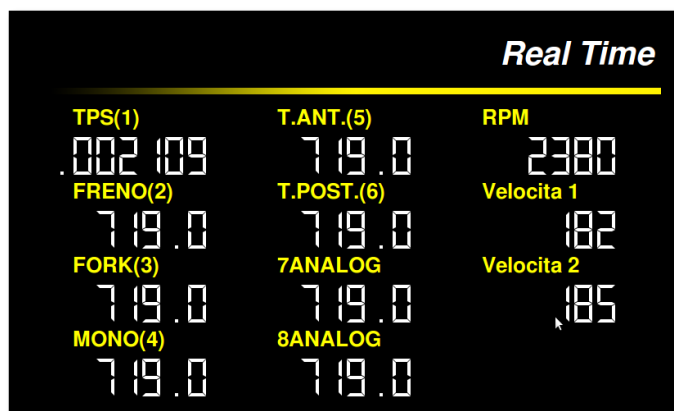 Real Time
TPS(1) T.ANT.(5) RPM
.002109 719.0 2380
FRENO(2) T.POST.(6) Velocita 1
719.0 719.0 182
FORK(3) 7ANALOG Velocita 2
719.0 719.0 185
MONO(4) 8ANALOG
719.0 719.0